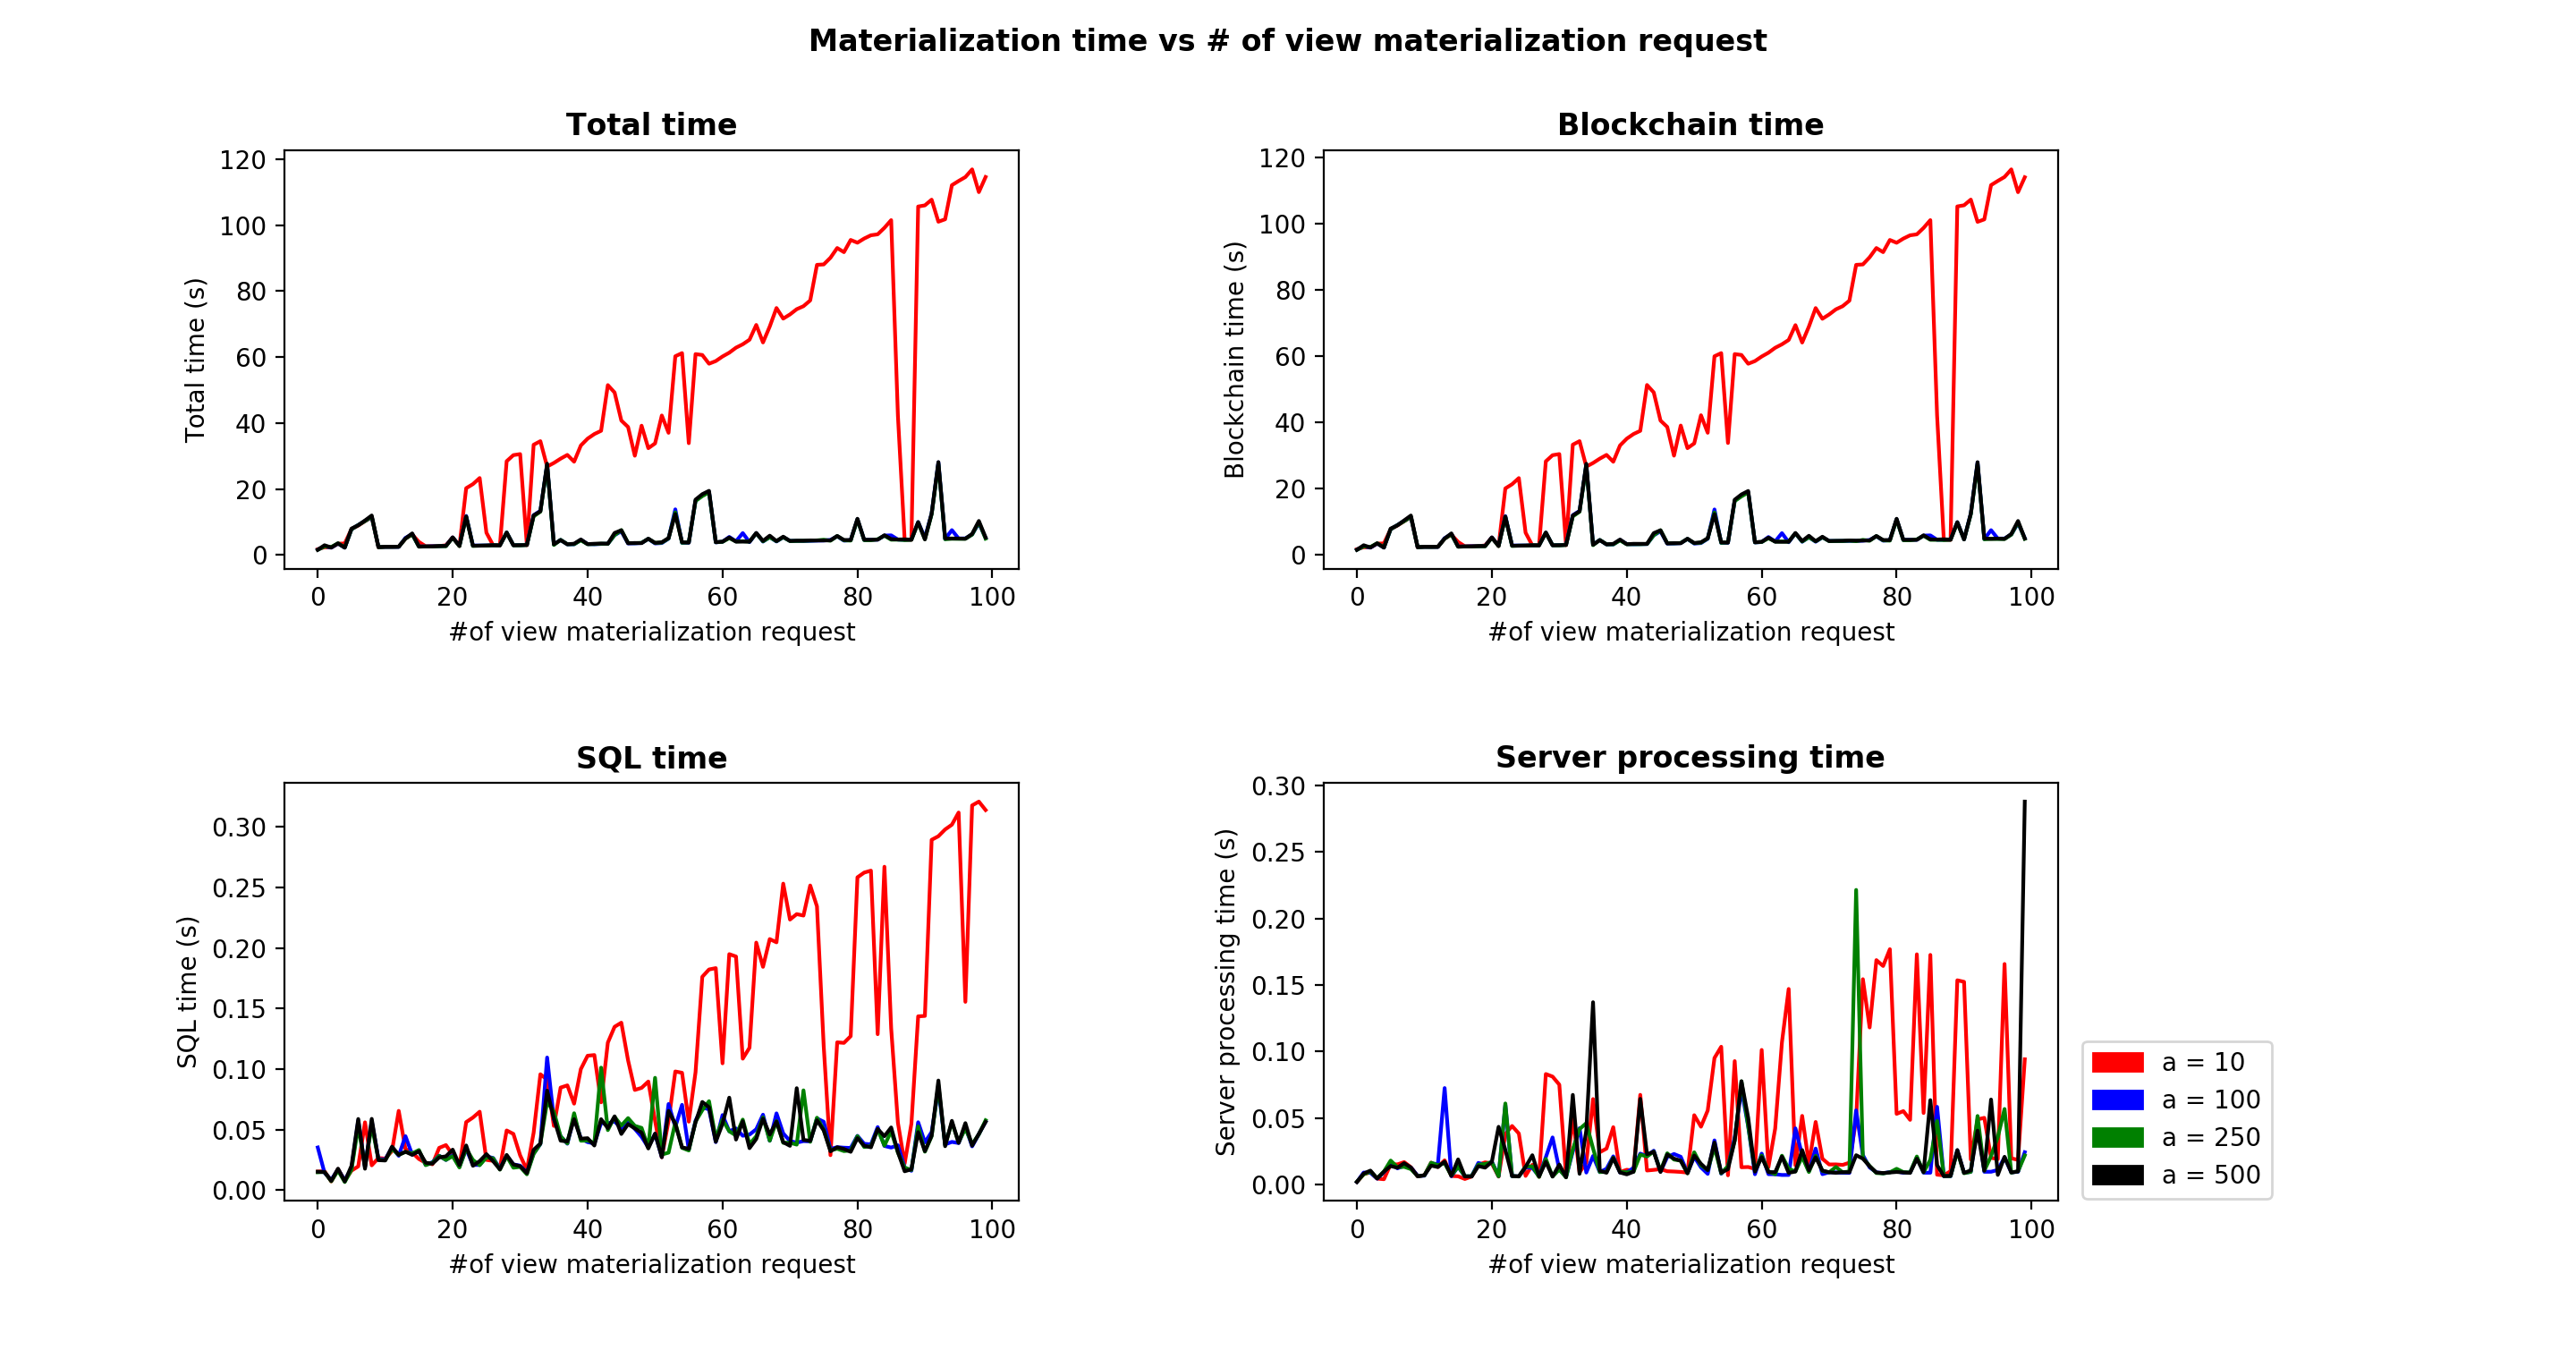 Materialization time vs # of view materialization request
Total time
120
100
80
60
40
20
0
Total time (s)
0 20 40 60 80 100
#of view materialization request
Blockchain time
120
100
80
60
40
20
0
Blockchain time (s)
0 20 40 60 80 100
#of view materialization request
SQL time
0.30
0.25
0.20
0.15
0.10
0.05
0.00
SQL time (s)
0 20 40 60 80 100
#of view materialization request
Server processing time
0.30
0.25
0.20
0.15
0.10
0.05
0.00
Server processing time (s)
0 20 40 60 80 100
#of view materialization request
a = 10
a = 100
a = 250
a = 500